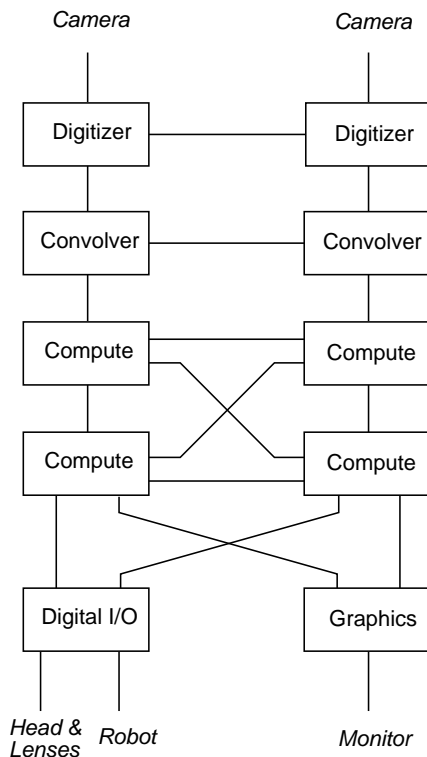 Camera
Camera
Digitizer
Digitizer
Convolver
Convolver
Compute
Compute
Compute
Compute
Digital I/O
Graphics
Head &
Lenses
Robot
Monitor